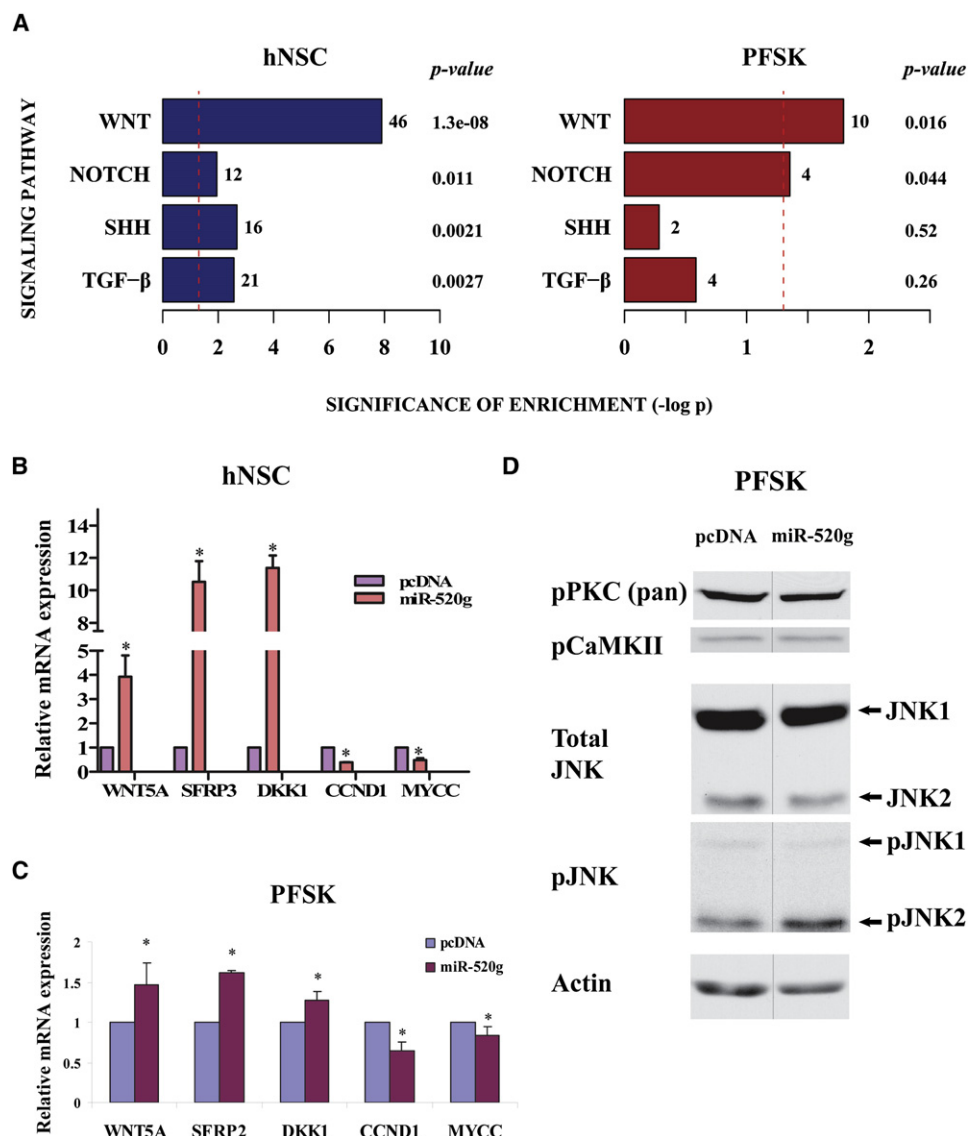 A
hNSC
p-value
PFSK
p-value
SIGNALING PATHWAY
WNT
46
1.3e-08
WNT
10
0.016
NOTCH
12
0.011
NOTCH
4
0.044
SHH
16
0.0021
SHH
2
0.52
TGF−β
21
0.0027
TGF−β
4
0.26
0 2 4 6 8 10
0 1 2
SIGNIFICANCE OF ENRICHMENT (-log p)
B
hNSC
Relative mRNA expression
14
12
10
8
5
4
3
2
1
0
* * * * *
pcDNA
miR-520g
WNT5A SFRP3 DKK1 CCND1 MYCC
C
PFSK
Relative mRNA expression
2
1.5
1
0.5
0
* * * * *
pcDNA
miR-520g
WNT5A SFRP2 DKK1 CCND1 MYCC
D
PFSK
pcDNA miR-520g
pPKC (pan)
pCaMKII
Total
JNK
JNK1
JNK2
pJNK
pJNK1
pJNK2
Actin